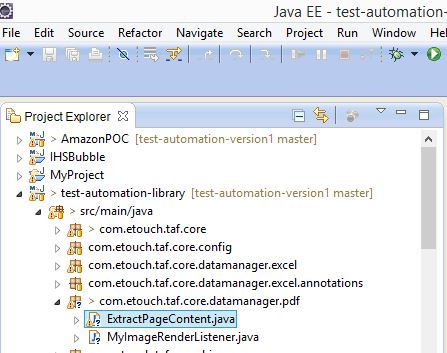 Java EE - test-automation-
File Edit Source Refactor Navigate Search Project Run Window Hel
Project Explorer
> AmazonPOC [test-automation-version1 master]
IHSBubble
MyProject
> test-automation-library [test-automation-version1 master]
> src/main/java
> com.etouch.taf.core
com.etouch.taf.core.config
com.etouch.taf.core.datamanager.excel
com.etouch.taf.core.datamanager.excel.annotations
> com.etouch.taf.core.datamanager.pdf
ExtractPageContent.java
MyImageRenderListener.java